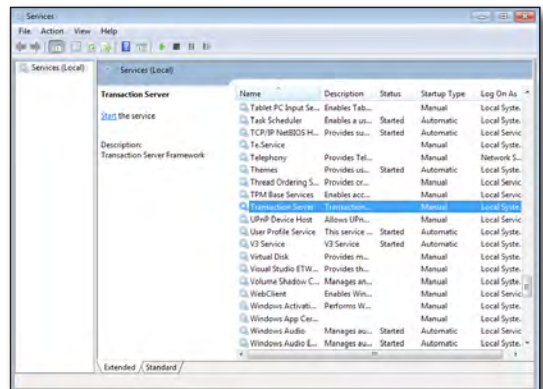 Services
File Action View Help
Services (Local)
Services (Local)
Transaction Server
Start the service
Description:
Transaction Server Framework
Name Description Status Startup Type Log On As
Tablet PC Input Se... Enables Tab... Manual Local Syste...
Task Scheduler Enables a us... Started Automatic Local Syste...
TCP/IP NetBIOS H... Provides su... Started Automatic Local Servic
Te.Service Manual Local Syste...
Telephony Provides Tel... Manual Network S...
Themes Provides us... Started Automatic Local Syste...
Thread Ordering S... Provides or... Manual Local Servic
TPM Base Services Enables acc... Manual Local Servic
Transaction Server Transaction... Manual Local Syste...
UPnP Device Host Allows UPn... Manual Local Servic
User Profile Service This service ... Started Automatic Local Syste...
V3 Service V3 Service Started Automatic Local Syste...
Virtual Disk Provides m... Manual Local Syste...
Visual Studio ETW... Provides th... Manual Local Syste...
Volume Shadow C... Manages an... Manual Local Syste...
WebClient Enables Win... Manual Local Servic
Windows Activati... Performs W... Manual Local Syste...
Windows App Cer... Manual Local Syste...
Windows Audio Manages au... Started Automatic Local Servic
Windows Audio E... Manages au... Started Automatic Local Syste...
Extended Standard